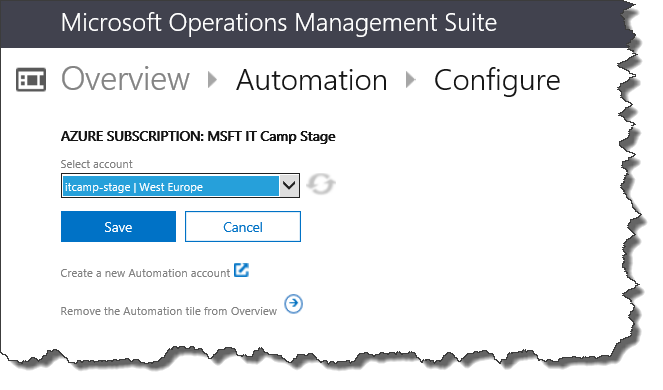 Microsoft Operations Management Suite
Overview Automation Configure
AZURE SUBSCRIPTION: MSFT IT Camp Stage
Select account
itcamp-stage | West Europe
Save Cancel
Create a new Automation account
Remove the Automation tile from Overview